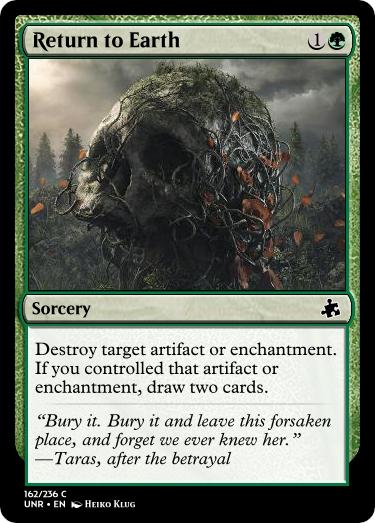 Return to Earth 1
Sorcery
Destroy target artifact or enchantment.
If you controlled that artifact or
enchantment, draw two cards.
“Bury it. Bury it and leave this forsaken
place, and forget we ever knew her.”
—Taras, after the betrayal
162/236 C
UNR • EN Heiko Klug